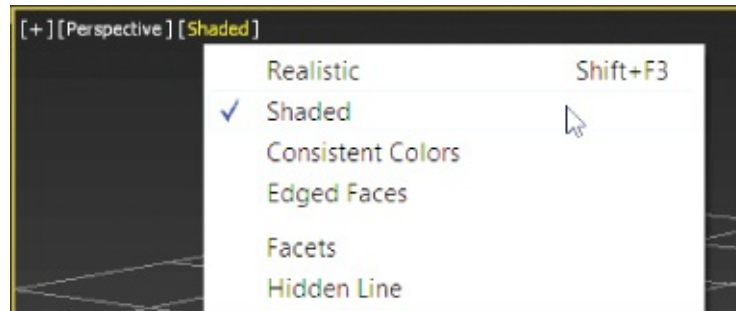 [+][Perspective][Shaded]
Realistic Shift+F3
Shaded
Consistent Colors
Edged Faces
Facets
Hidden Line